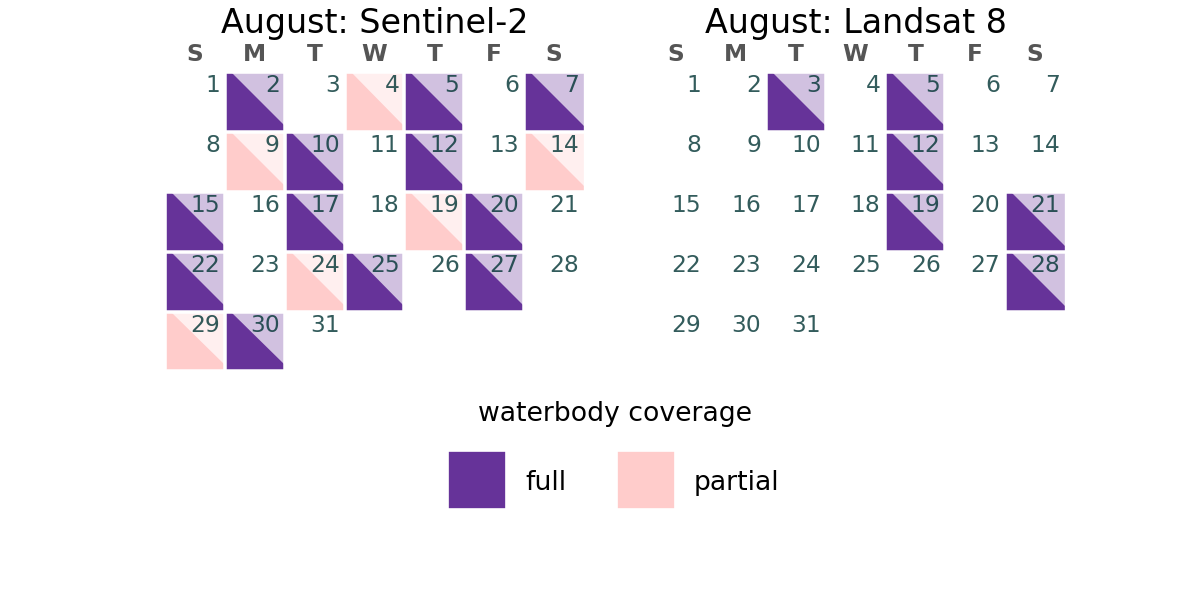 August: Sentinel-2
S M T W T F S
1 2 3 4 5 6 7
8 9 10 11 12 13 14
15 16 17 18 19 20 21
22 23 24 25 26 27 28
29 30 31
August: Landsat 8
S M T W T F S
1 2 3 4 5 6 7
8 9 10 11 12 13 14
15 16 17 18 19 20 21
22 23 24 25 26 27 28
29 30 31
waterbody coverage
full
partial